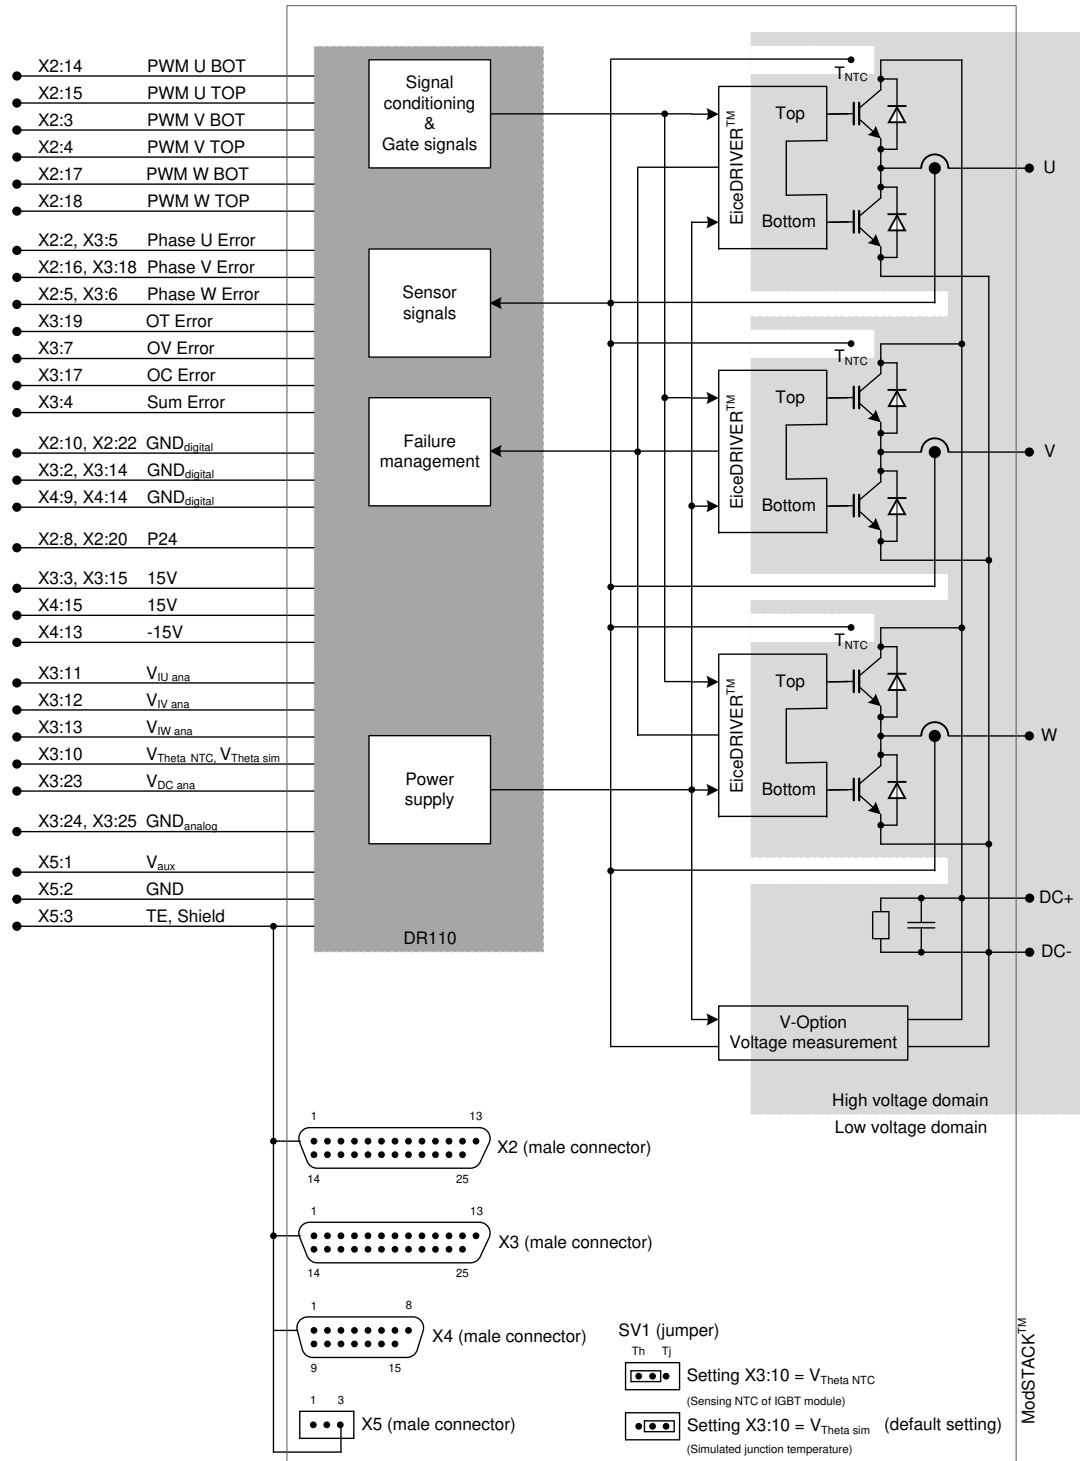 X2:14 PWM U BOT
X2:15 PWM U TOP
X2:3 PWM V BOT
X2:4 PWM V TOP
X2:17 PWM W BOT
X2:18 PWM W TOP
X2:2, X3:5 Phase U Error
X2:16, X3:18 Phase V Error
X2:5, X3:6 Phase W Error
X3:19 OT Error
X3:7 OV Error
X3:17 OC Error
X3:4 Sum Error
X2:10, X2:22 GNDdigital
X3:2, X3:14 GNDdigital
X4:9, X4:14 GNDdigital
X2:8, X2:20 P24
X3:3, X3:15 15V
X4:15 15V
X4:13 -15V
X3:11 VIU ana
X3:12 VIV ana
X3:13 VIW ana
X3:10 VTheta NTC, VTheta sim
X3:23 VDC ana
X3:24, X3:25 GNDanalog
X5:1 Vaux
X5:2 GND
X5:3 TE, Shield
Signal
conditioning
&
Gate signals
Sensor
signals
Failure
management
Power
supply
DR110
TNTC
EiceDRIVER™
Top
Bottom
U
TNTC
EiceDRIVER™
Top
Bottom
V
TNTC
EiceDRIVER™
Top
Bottom
W
DC+
DC-
V-Option
Voltage measurement
High voltage domain
Low voltage domain
1 13
X2 (male connector)
14 25
1 13
X3 (male connector)
14 25
1 8
X4 (male connector)
9 15
1 3
X5 (male connector)
SV1 (jumper)
Th Tj
Setting X3:10 = VTheta NTC
(Sensing NTC of IGBT module)
Setting X3:10 = VTheta sim (default setting)
(Simulated junction temperature)
ModSTACK™